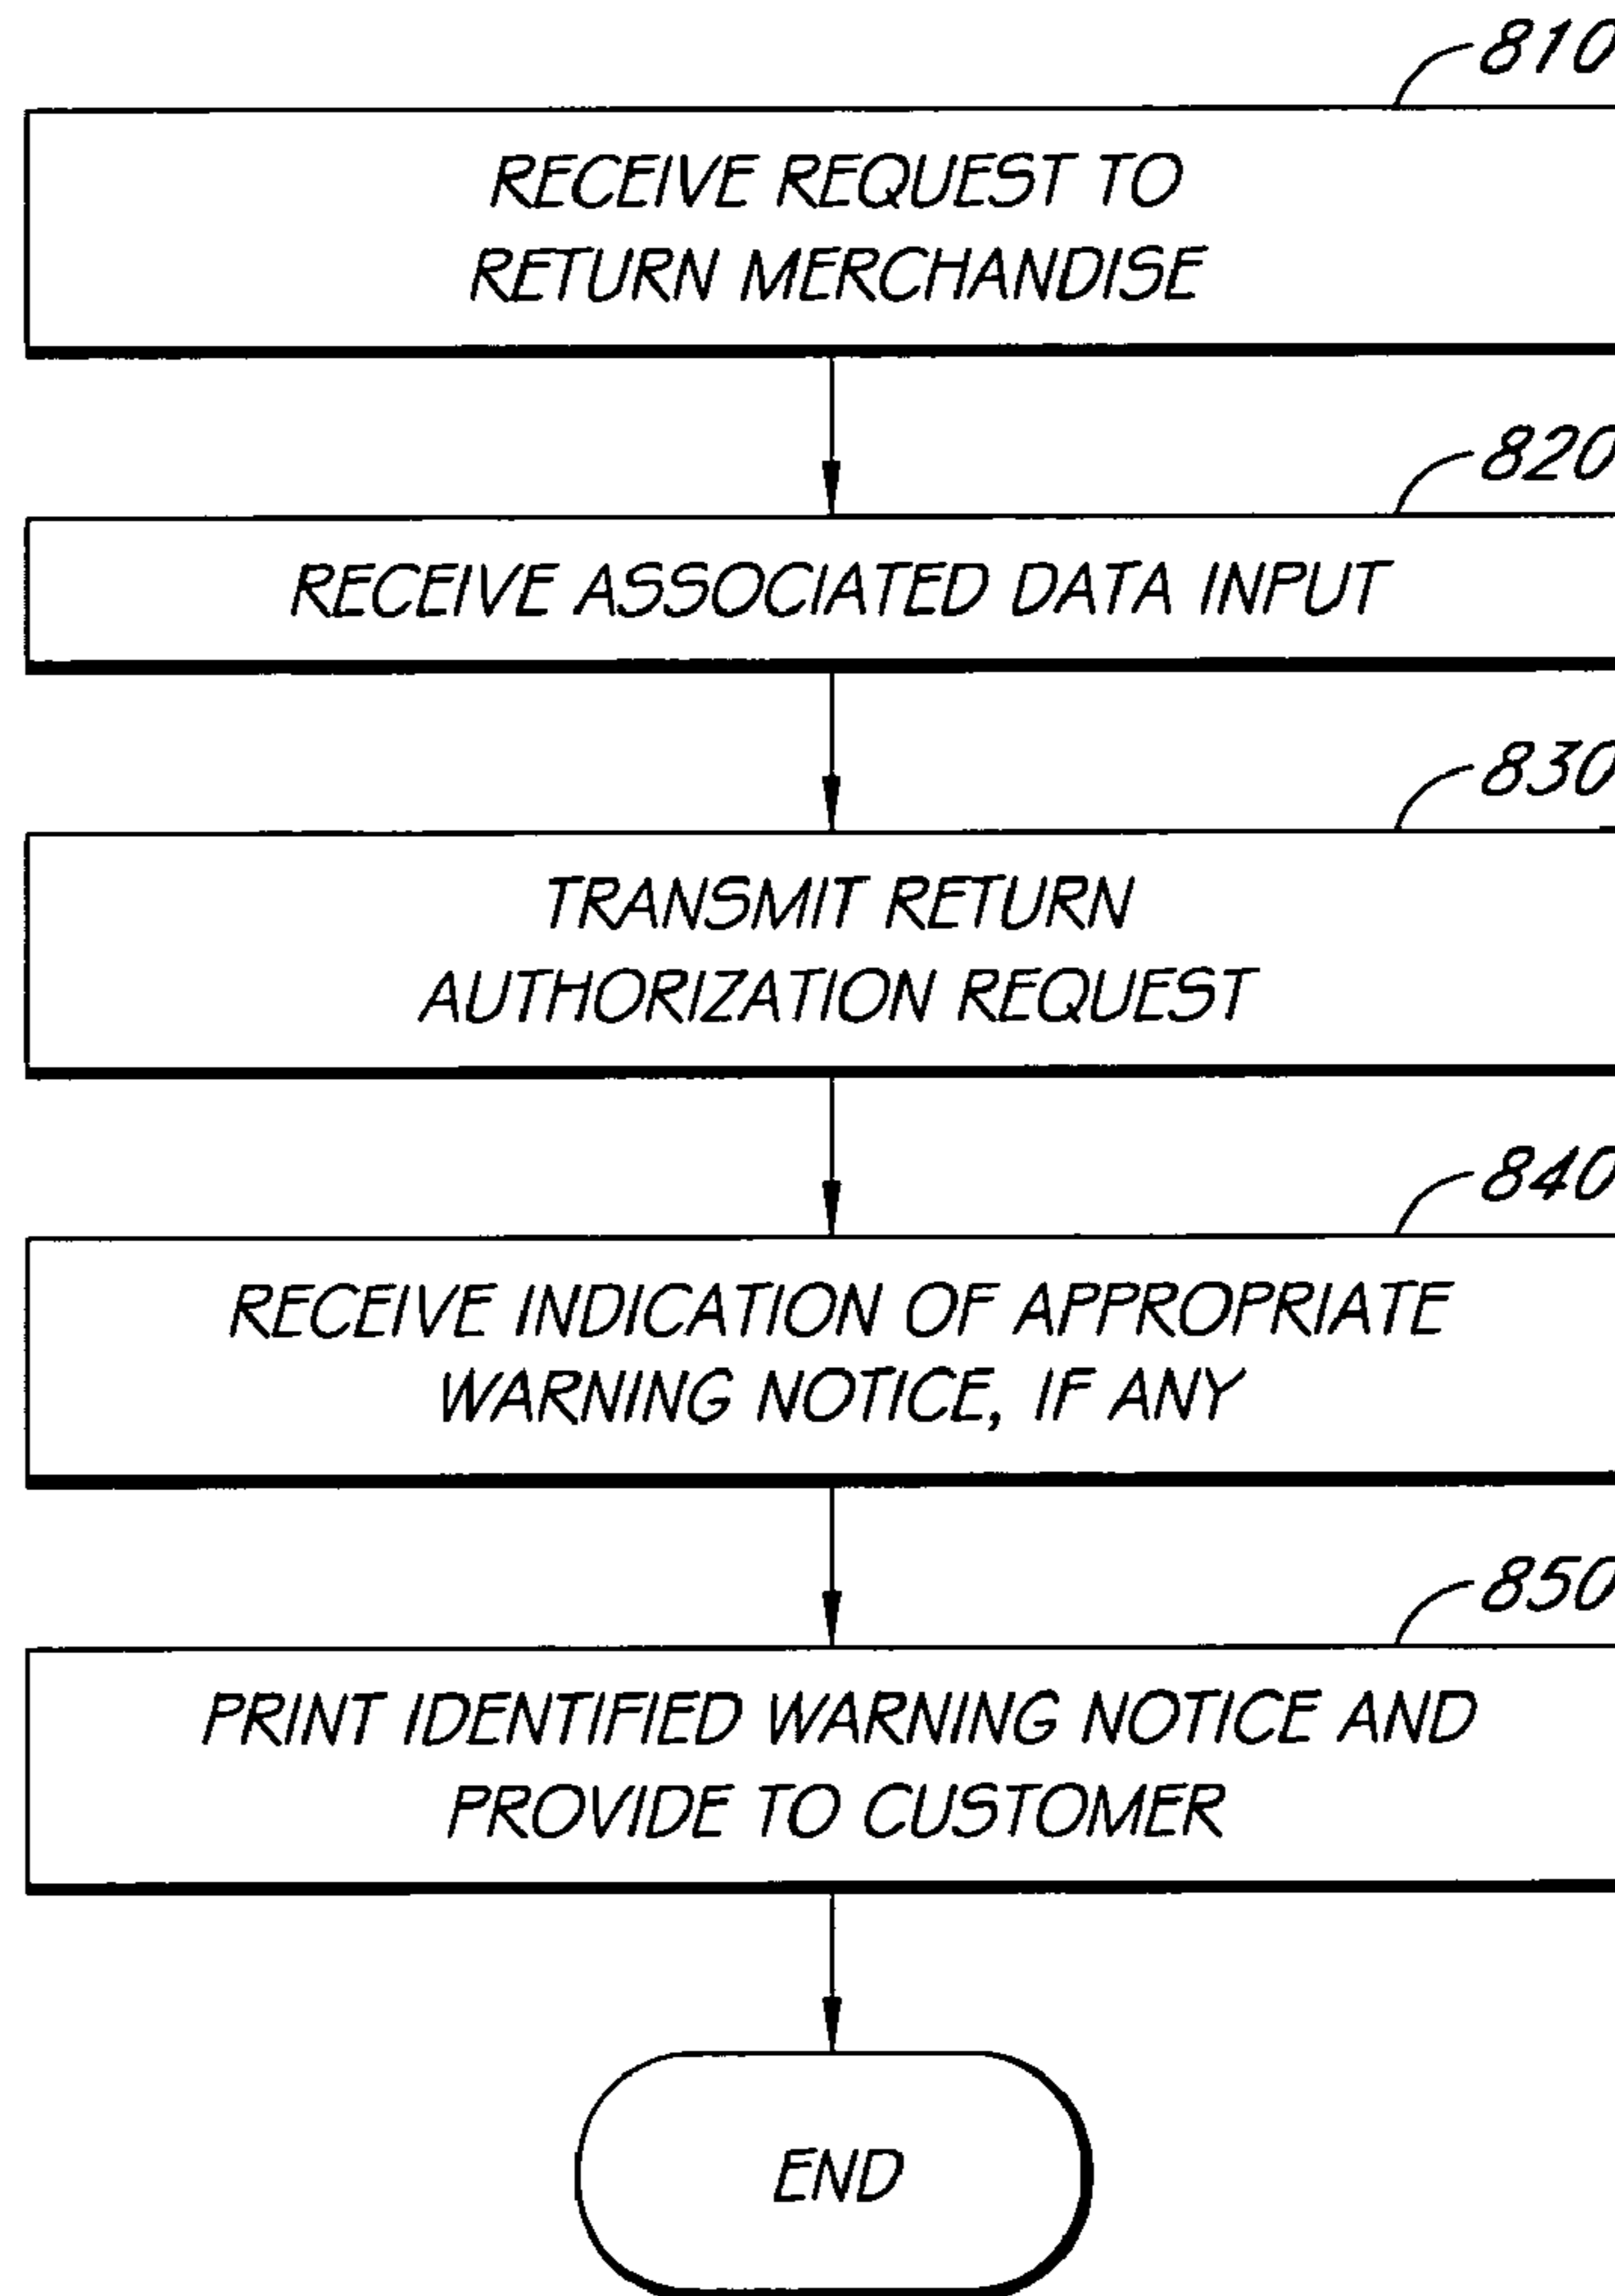 810
RECEIVE REQUEST TO
RETURN MERCHANDISE
820
RECEIVE ASSOCIATED DATA INPUT
830
TRANSMIT RETURN
AUTHORIZATION REQUEST
840
RECEIVE INDICATION OF APPROPRIATE
WARNING NOTICE, IF ANY
850
PRINT IDENTIFIED WARNING NOTICE AND
PROVIDE TO CUSTOMER
END